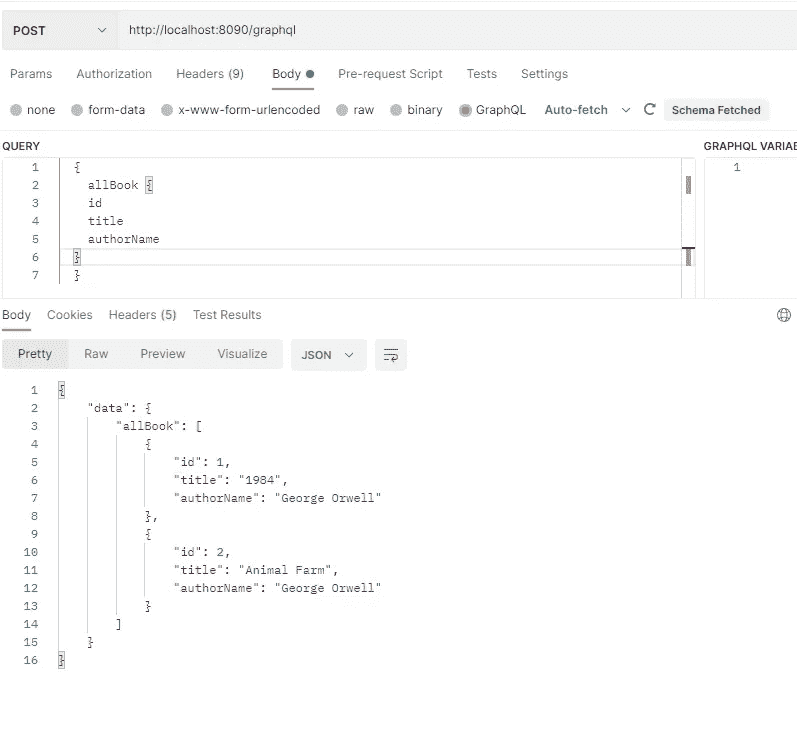 POST http://localhost:8090/graphql
Params Authorization Headers (9) Body Pre-request Script Tests Settings
none form-data x-www-form-urlencoded raw binary GraphQL Auto-fetch Schema Fetched
QUERY GRAPHQL VARIA
1 { 1
2 allBook {
3 id
4 title
5 authorName
6 }
7 }
Body Cookies Headers (5) Test Results
Pretty Raw Preview Visualize JSON
1 {
2 "data": {
3 "allBook": [
4 {
5 "id": 1,
6 "title": "1984",
7 "authorName": "George Orwell"
8 },
9 {
10 "id": 2,
11 "title": "Animal Farm",
12 "authorName": "George Orwell"
13 }
14 ]
15 }
16 }